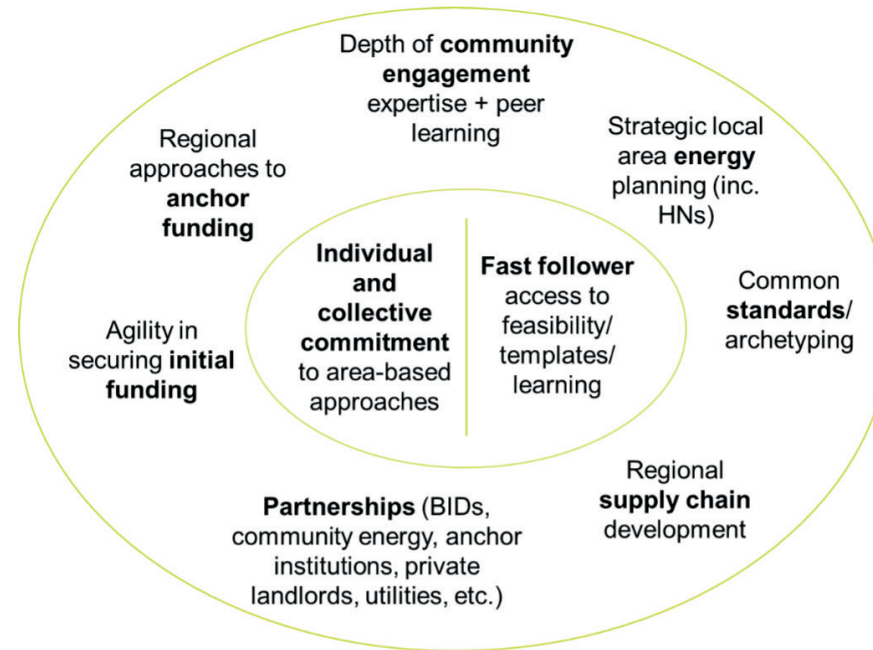 Depth of community
engagement
expertise + peer
learning
Strategic local
area energy
planning (inc.
HNs)
Regional
approaches to
anchor
funding
Individual
and
collective
commitment
to area-based
approaches
Fast follower
access to
feasibility/
templates/
learning
Common
standards/
archetyping
Agility in
securing initial
funding
Regional
supply chain
development
Partnerships (BIDs,
community energy, anchor
institutions, private
landlords, utilities, etc.)